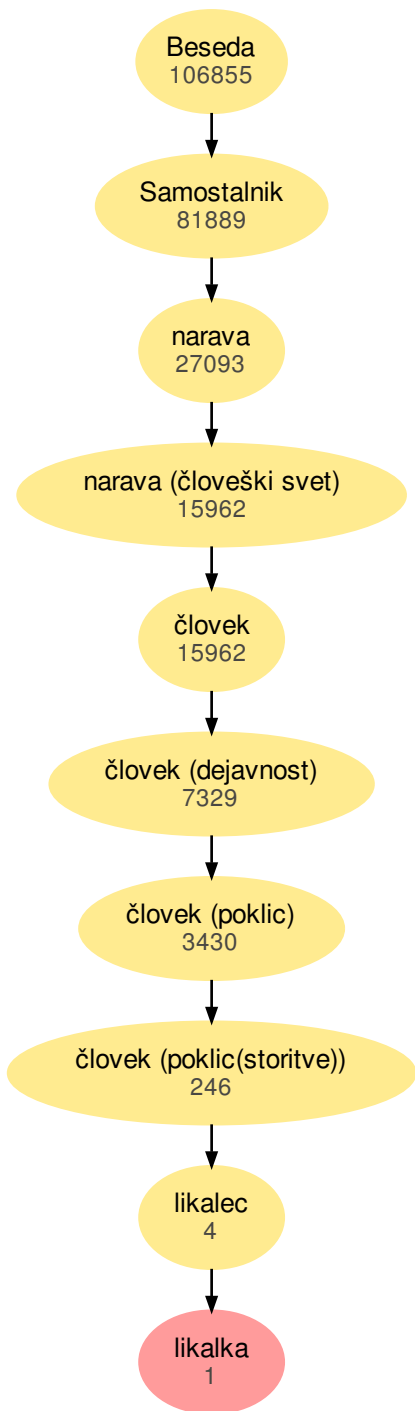 Beseda
106855
Samostalnik
81889
narava
27093
narava (človeški svet)
15962
človek
15962
človek (dejavnost)
7329
človek (poklic)
3430
človek (poklic(storitve))
246
likalec
4
likalka
1